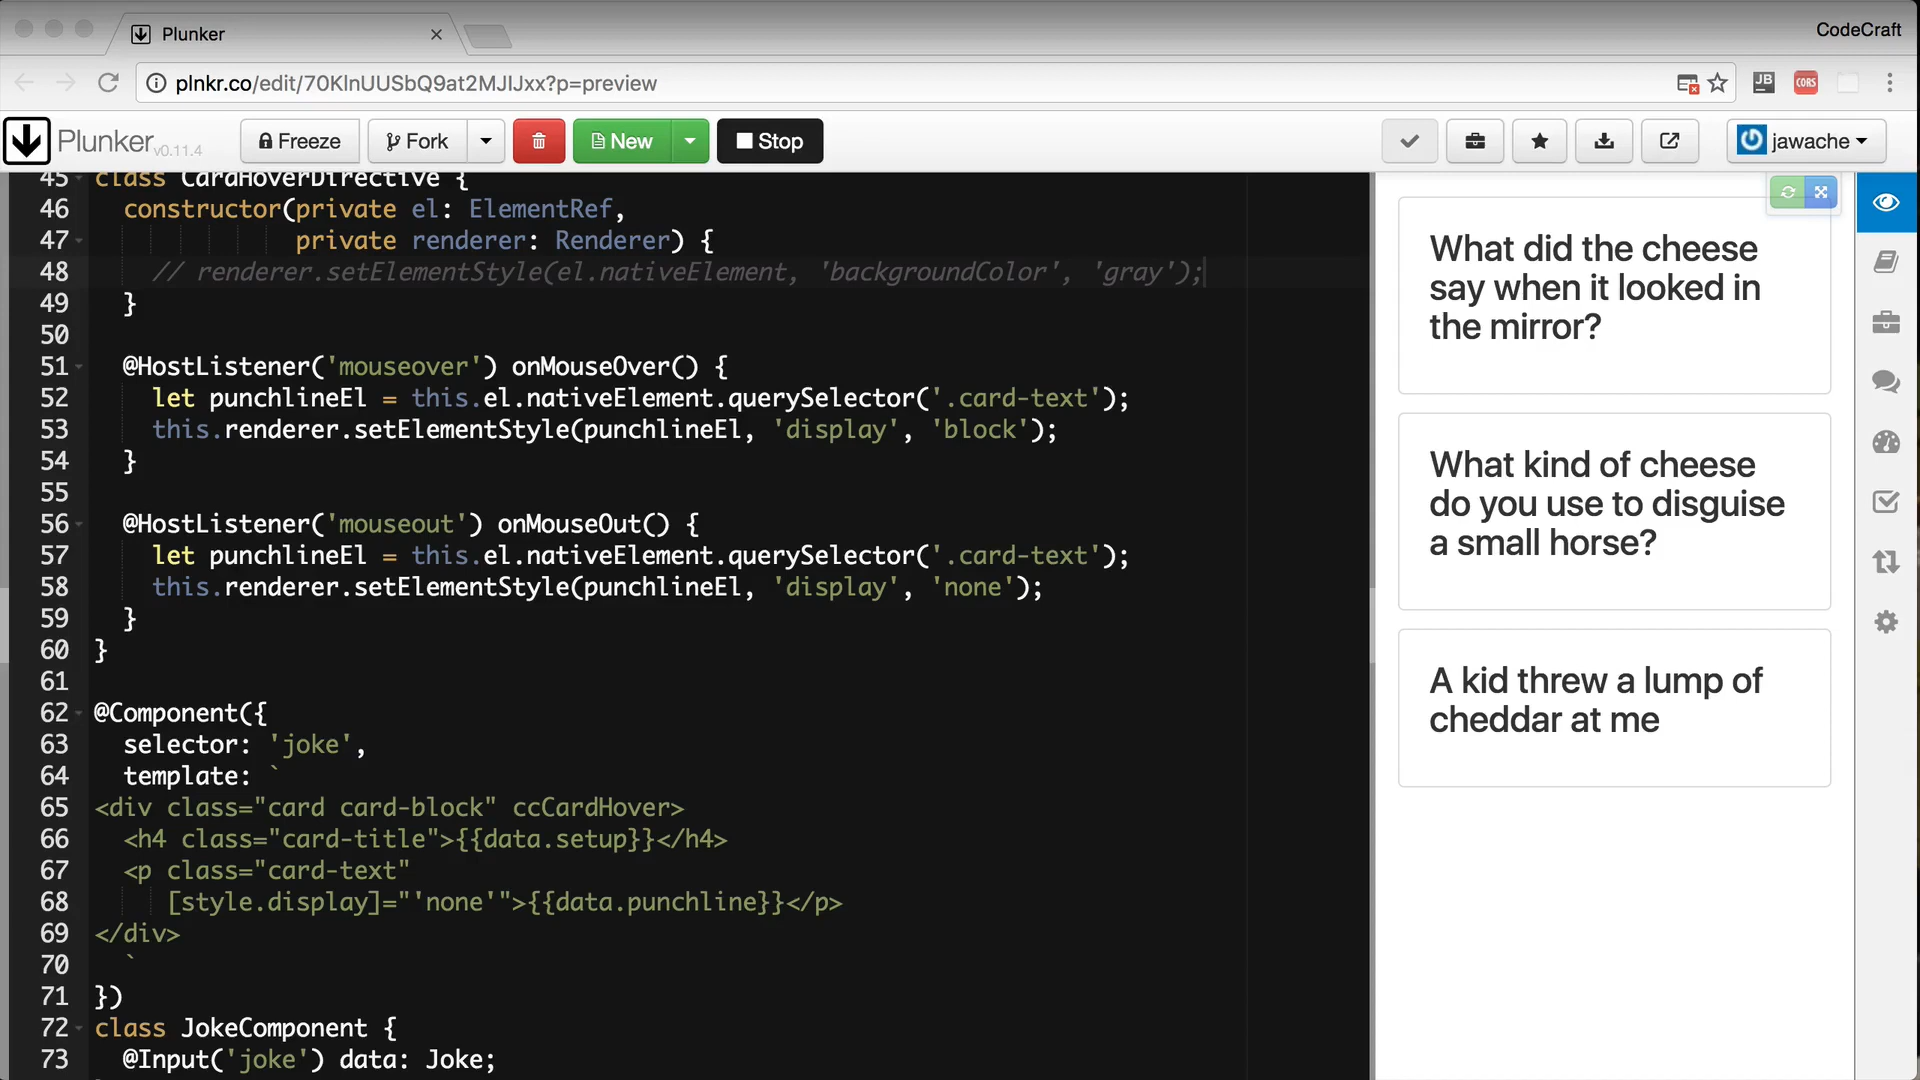 Plunker
CodeCraft
plnkr.co/edit/70KlnUUSbQ9at2MJIJxx?p=preview
JB
CORS
Plunker v0.11.4
Freeze
Fork
New
Stop
jawache
45 class CardHoverDirective {
46 constructor(private el: ElementRef,
47 private renderer: Renderer) {
48 // renderer.setElementStyle(el.nativeElement, 'backgroundColor', 'gray');
49 }
50
51 @HostListener('mouseover') onMouseOver() {
52 let punchlineEl = this.el.nativeElement.querySelector('.card-text');
53 this.renderer.setElementStyle(punchlineEl, 'display', 'block');
54 }
55
56 @HostListener('mouseout') onMouseOut() {
57 let punchlineEl = this.el.nativeElement.querySelector('.card-text');
58 this.renderer.setElementStyle(punchlineEl, 'display', 'none');
59 }
60 }
61
62 @Component({
63 selector: 'joke',
64 template: `
65 <div class="card card-block" ccCardHover>
66 <h4 class="card-title">{{data.setup}}</h4>
67 <p class="card-text"
68 [style.display]="'none'">{{data.punchline}}</p>
69 </div>
70 `
71 })
72 class JokeComponent {
73 @Input('joke') data: Joke;
What did the cheese
say when it looked in
the mirror?
What kind of cheese
do you use to disguise
a small horse?
A kid threw a lump of
cheddar at me